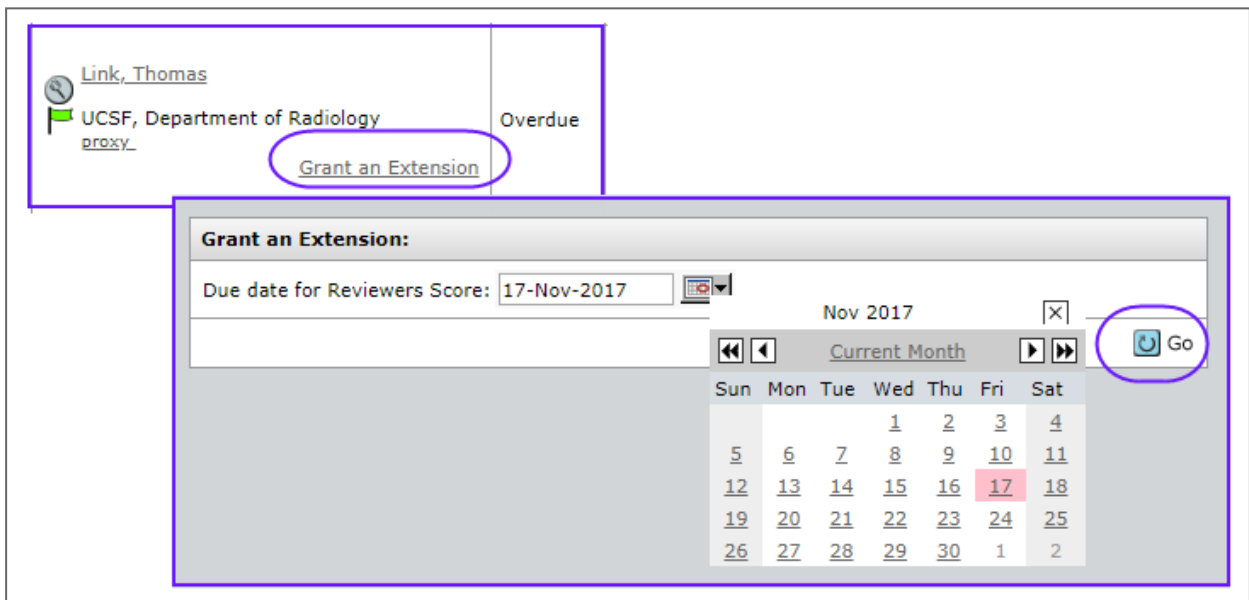 Link, Thomas
UCSF, Department of Radiology
proxy
Overdue
Grant an Extension
Grant an Extension:
Due date for Reviewers Score: 17-Nov-2017
Nov 2017
Go
Current Month
Sun Mon Tue Wed Thu Fri Sat
1 2 3 4
5 6 7 8 9 10 11
12 13 14 15 16 17 18
19 20 21 22 23 24 25
26 27 28 29 30 1 2